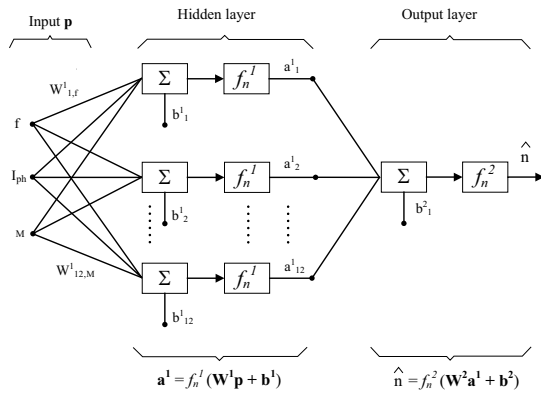 Input p
Hidden layer
Output layer
W¹₁,f
f
I_ph
M
W¹₁₂,M
Σ
b¹₁
f_n¹
a¹₁
Σ
b¹₂
f_n¹
a¹₂
Σ
b¹₁₂
f_n¹
a¹₁₂
Σ
b²₁
f_n²
n̂
a¹ = f_n¹(W¹p + b¹)
n̂ = f_n²(W²a¹ + b²)